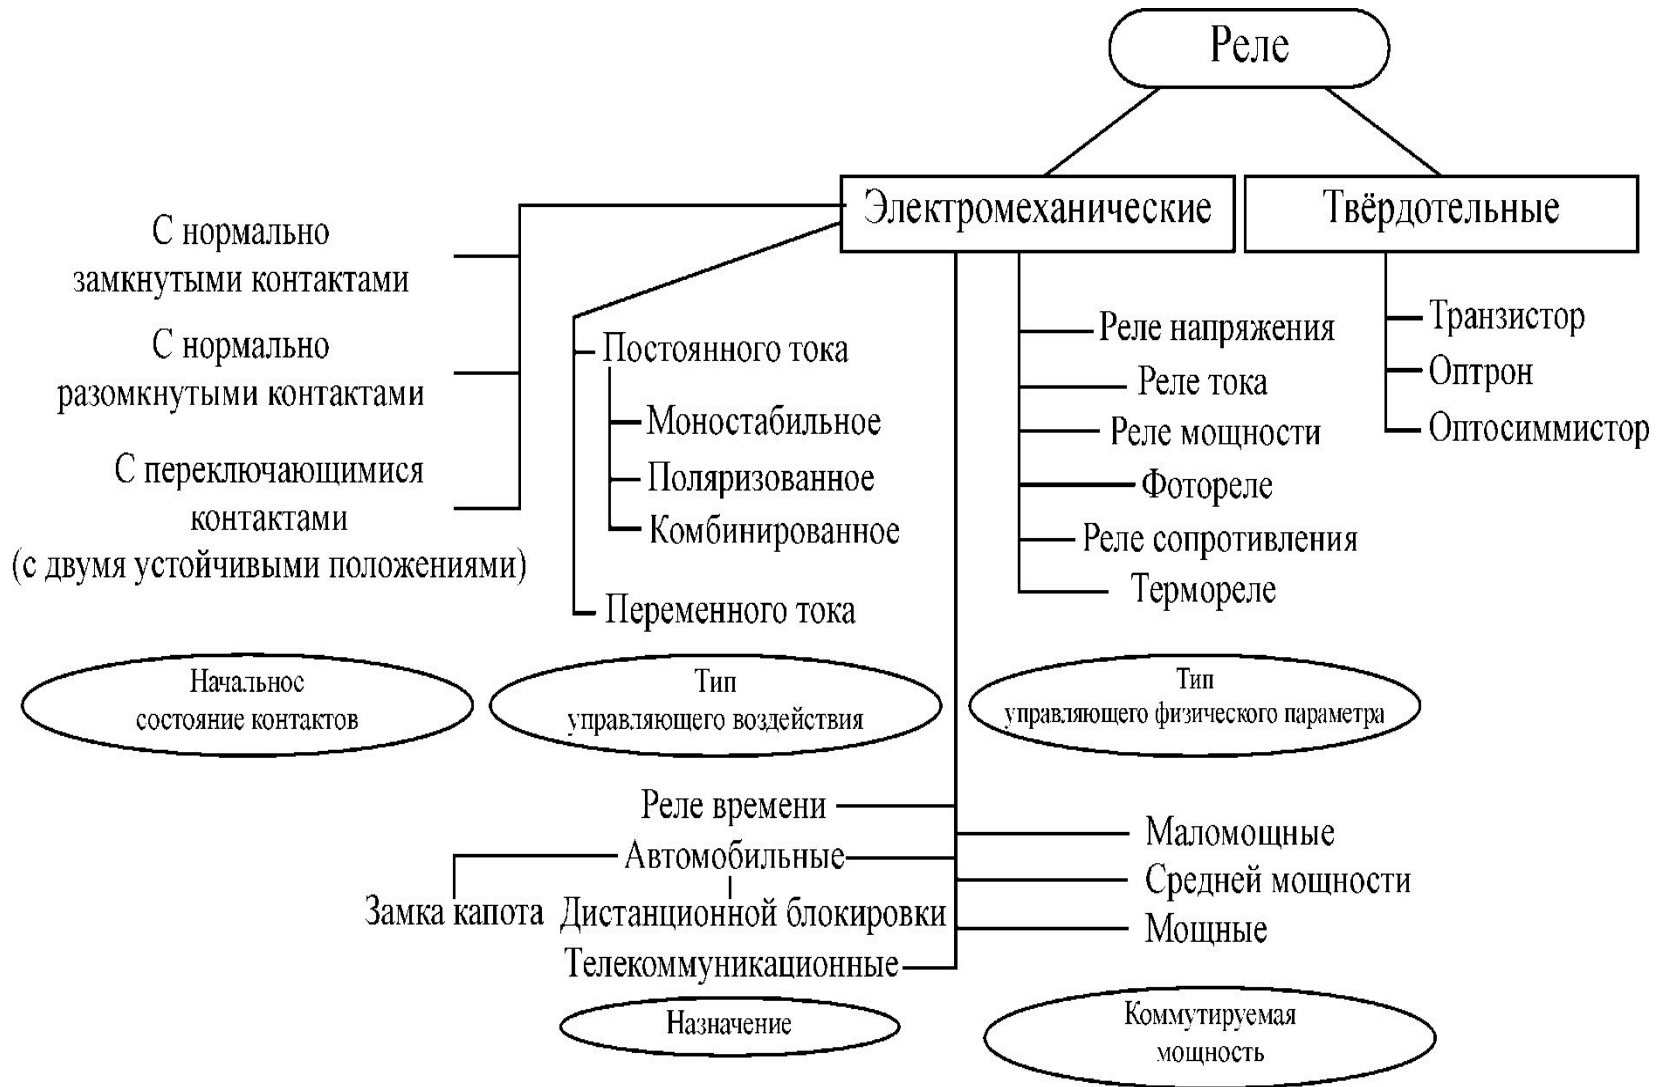 Реле
Электромеханические
Твёрдотельные
С нормально
замкнутыми контактами
С нормально
разомкнутыми контактами
С переключающимися
контактами
(с двумя устойчивыми положениями)
Постоянного тока
Моностабильное
Поляризованное
Комбинированное
Переменного тока
Реле напряжения
Реле тока
Реле мощности
Фотореле
Реле сопротивления
Термореле
Транзистор
Оптрон
Оптосиммистор
Начальное
состояние контактов
Тип
управляющего воздействия
Тип
управляющего физического параметра
Реле времени
Автомобильные
Замка капота
Дистанционной блокировки
Телекоммуникационные
Маломощные
Средней мощности
Мощные
Назначение
Коммутируемая
мощность